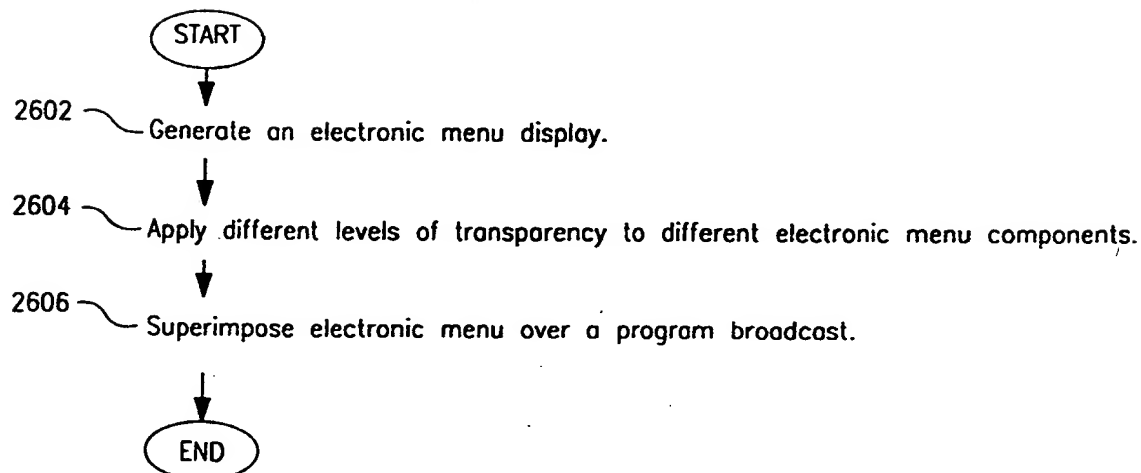 START
2602
Generate an electronic menu display.
2604
Apply different levels of transparency to different electronic menu components.
2606
Superimpose electronic menu over a program broadcast.
END